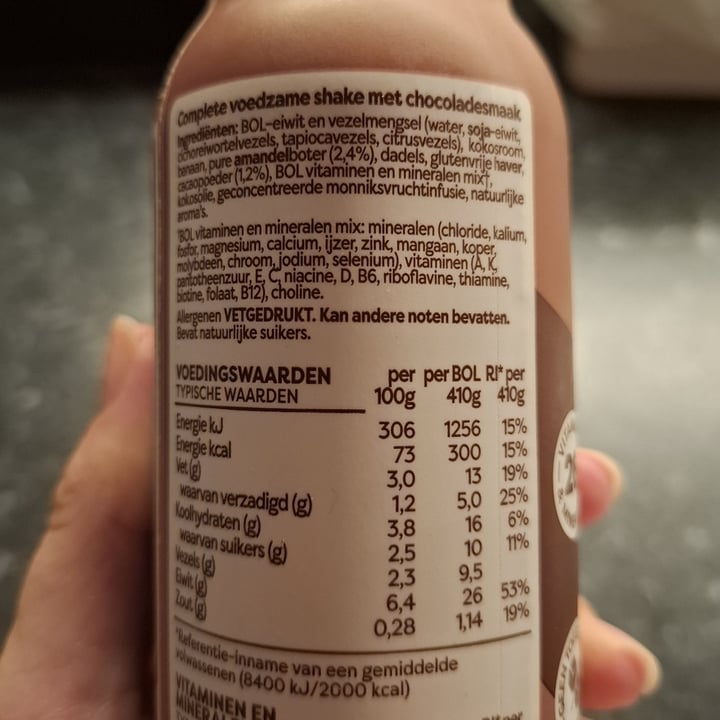 Complete voedzame shake met chocoladesmaak
Ingrediënten: BOL-eiwit en vezelmengsel (water, soja-eiwit,
cichoreiwortelvezels, tapiocavezels, citrusvezels), kokosroom,
banaan, pure amandelboter (2,4%), dadels, glutenvrije haver,
cacaopoeder (1,2%), BOL vitaminen en mineralen mix†,
kokosolie, geconcentreerde monniksvruchtinfusie, natuurlijke
aroma's.
†BOL vitaminen en mineralen mix: mineralen (chloride, kalium,
fosfor, magnesium, calcium, ijzer, zink, mangaan, koper,
molybdeen, chroom, jodium, selenium), vitaminen (A, K,
pantotheenzuur, E, C, niacine, D, B6, riboflavine, thiamine,
biotine, folaat, B12), choline.
Allergenen VETGEDRUKT. Kan andere noten bevatten.
Bevat natuurlijke suikers.
VOEDINGSWAARDEN per per BOL RI* per
TYPISCHE WAARDEN 100g 410g 410g
Energie kJ 306 1256 15%
Energie kcal 73 300 15%
Vet (g) 3,0 13 19%
waarvan verzadigd (g) 1,2 5,0 25%
Koolhydraten (g) 3,8 16 6%
waarvan suikers (g) 2,5 10 11%
Vezels (g) 2,3 9,5
Eiwit (g) 6,4 26 53%
Zout (g) 0,28 1,14 19%
*Referentie-inname van een gemiddelde
volwassenen (8400 kJ/2000 kcal)
VITAMINEN EN
GEEN